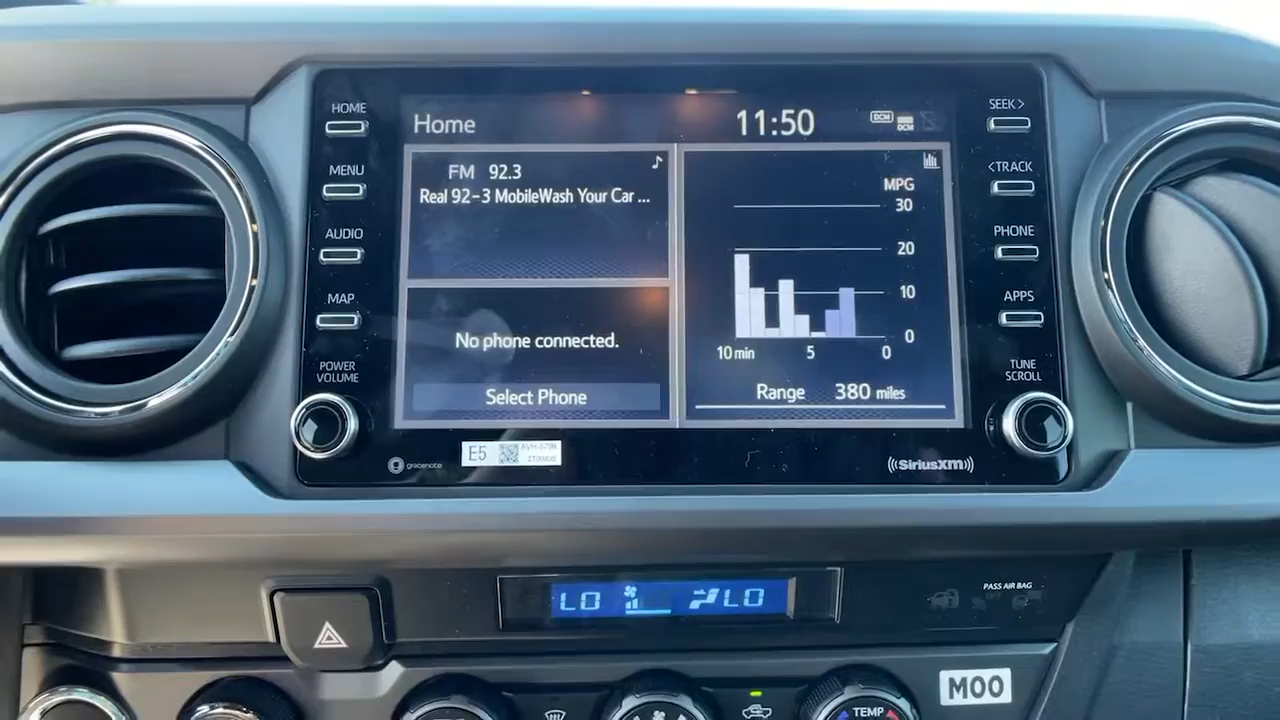 HOME
MENU
AUDIO
MAP
POWER
VOLUME
Home
11:50
DCM
DCM
FM 92.3
Real 92-3 MobileWash Your Car ...
No phone connected.
Select Phone
MPG
30
20
10
0
10 min 5 0
Range 380 miles
SEEK >
< TRACK
PHONE
APPS
TUNE
SCROLL
gracenote
E5
((SiriusXM))
LO LO
PASS AIR BAG
M00
TEMP